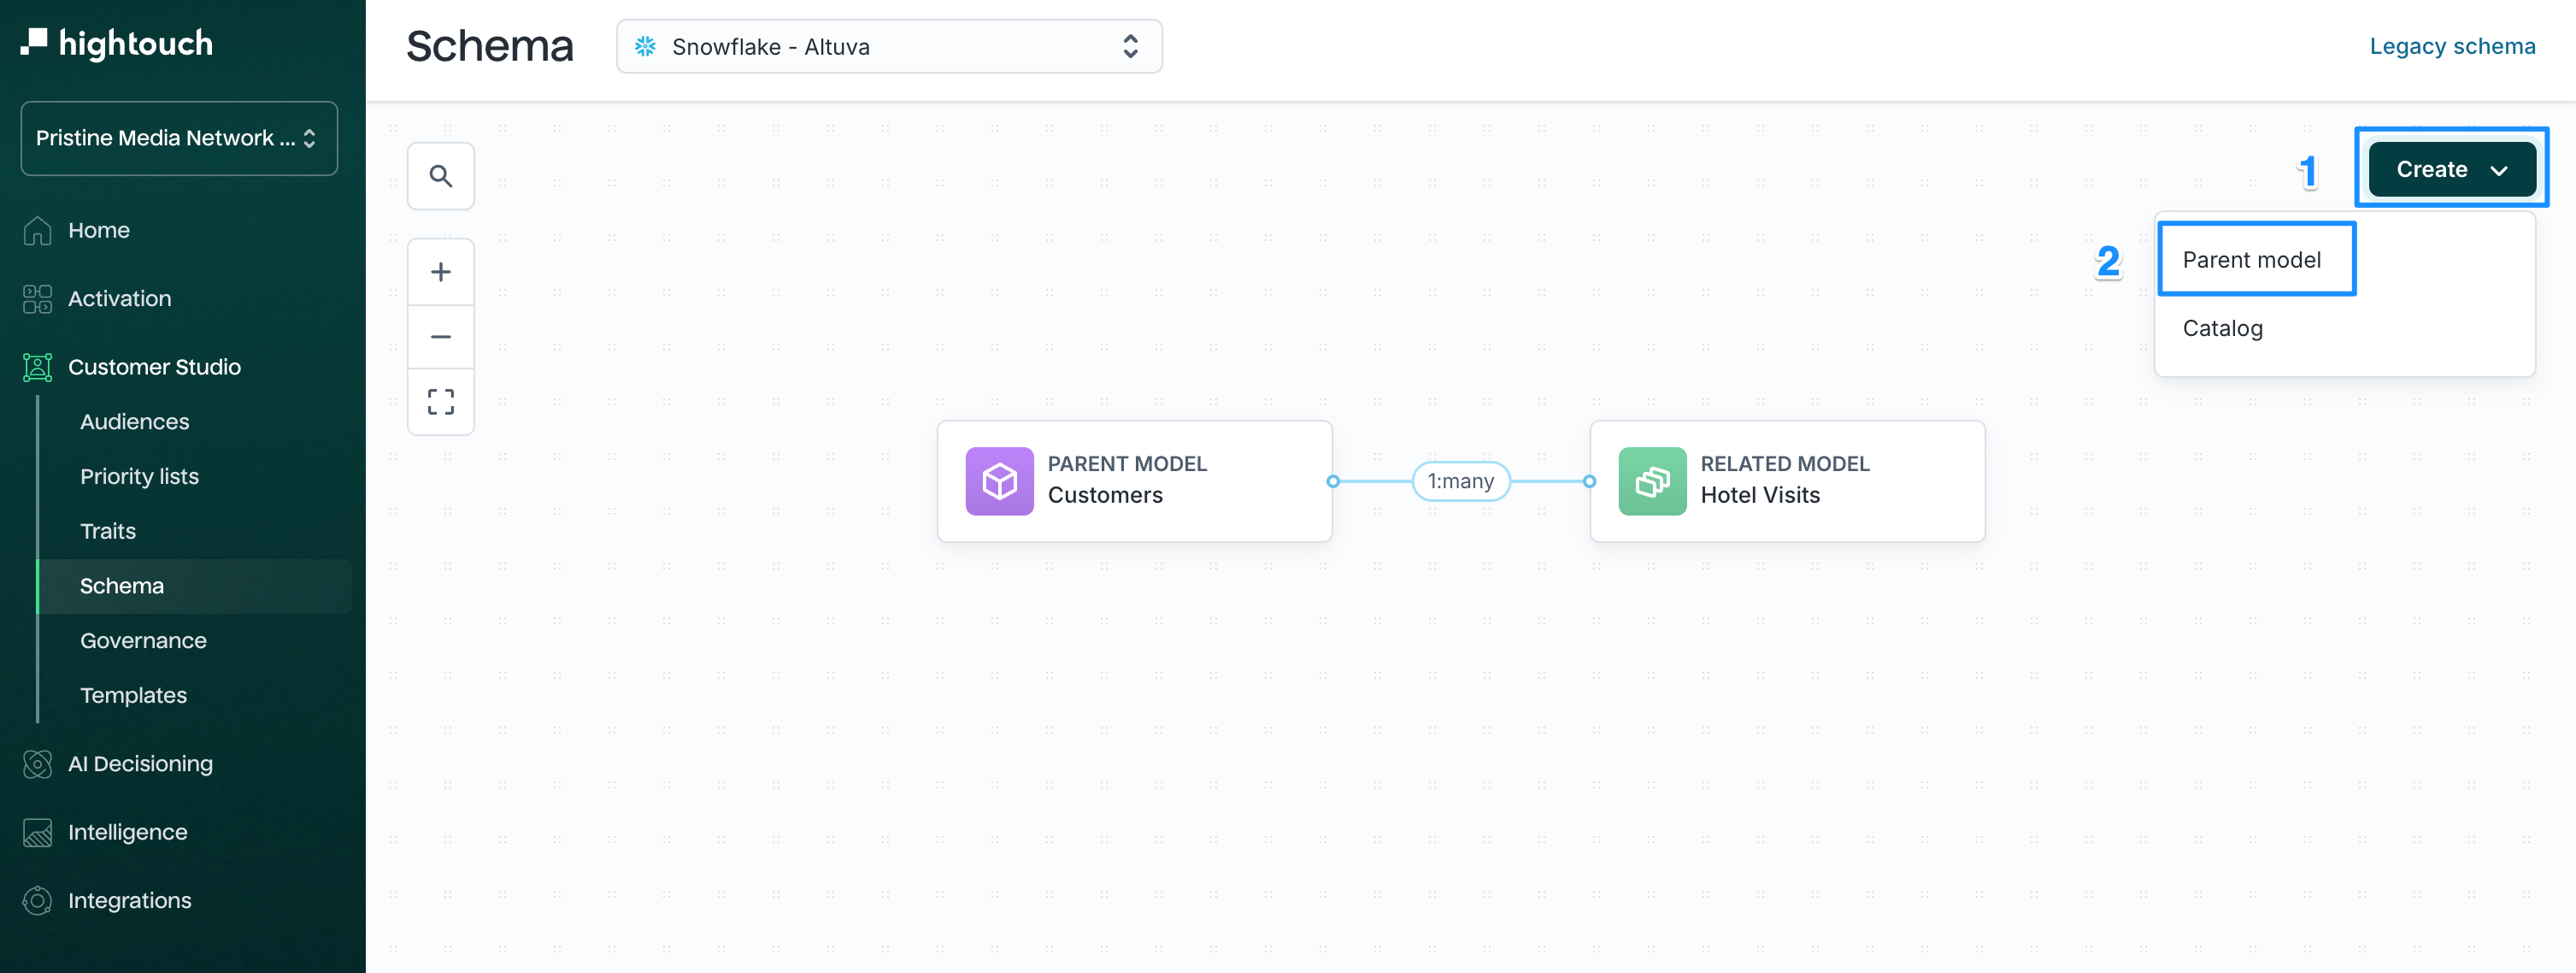 hightouch
Pristine Media Network ...
Home
Activation
Customer Studio
Audiences
Priority lists
Traits
Schema
Governance
Templates
AI Decisioning
Intelligence
Integrations
Schema
Snowflake - Altuva
Legacy schema
1
Create
2
Parent model
Catalog
PARENT MODEL
Customers
1:many
RELATED MODEL
Hotel Visits